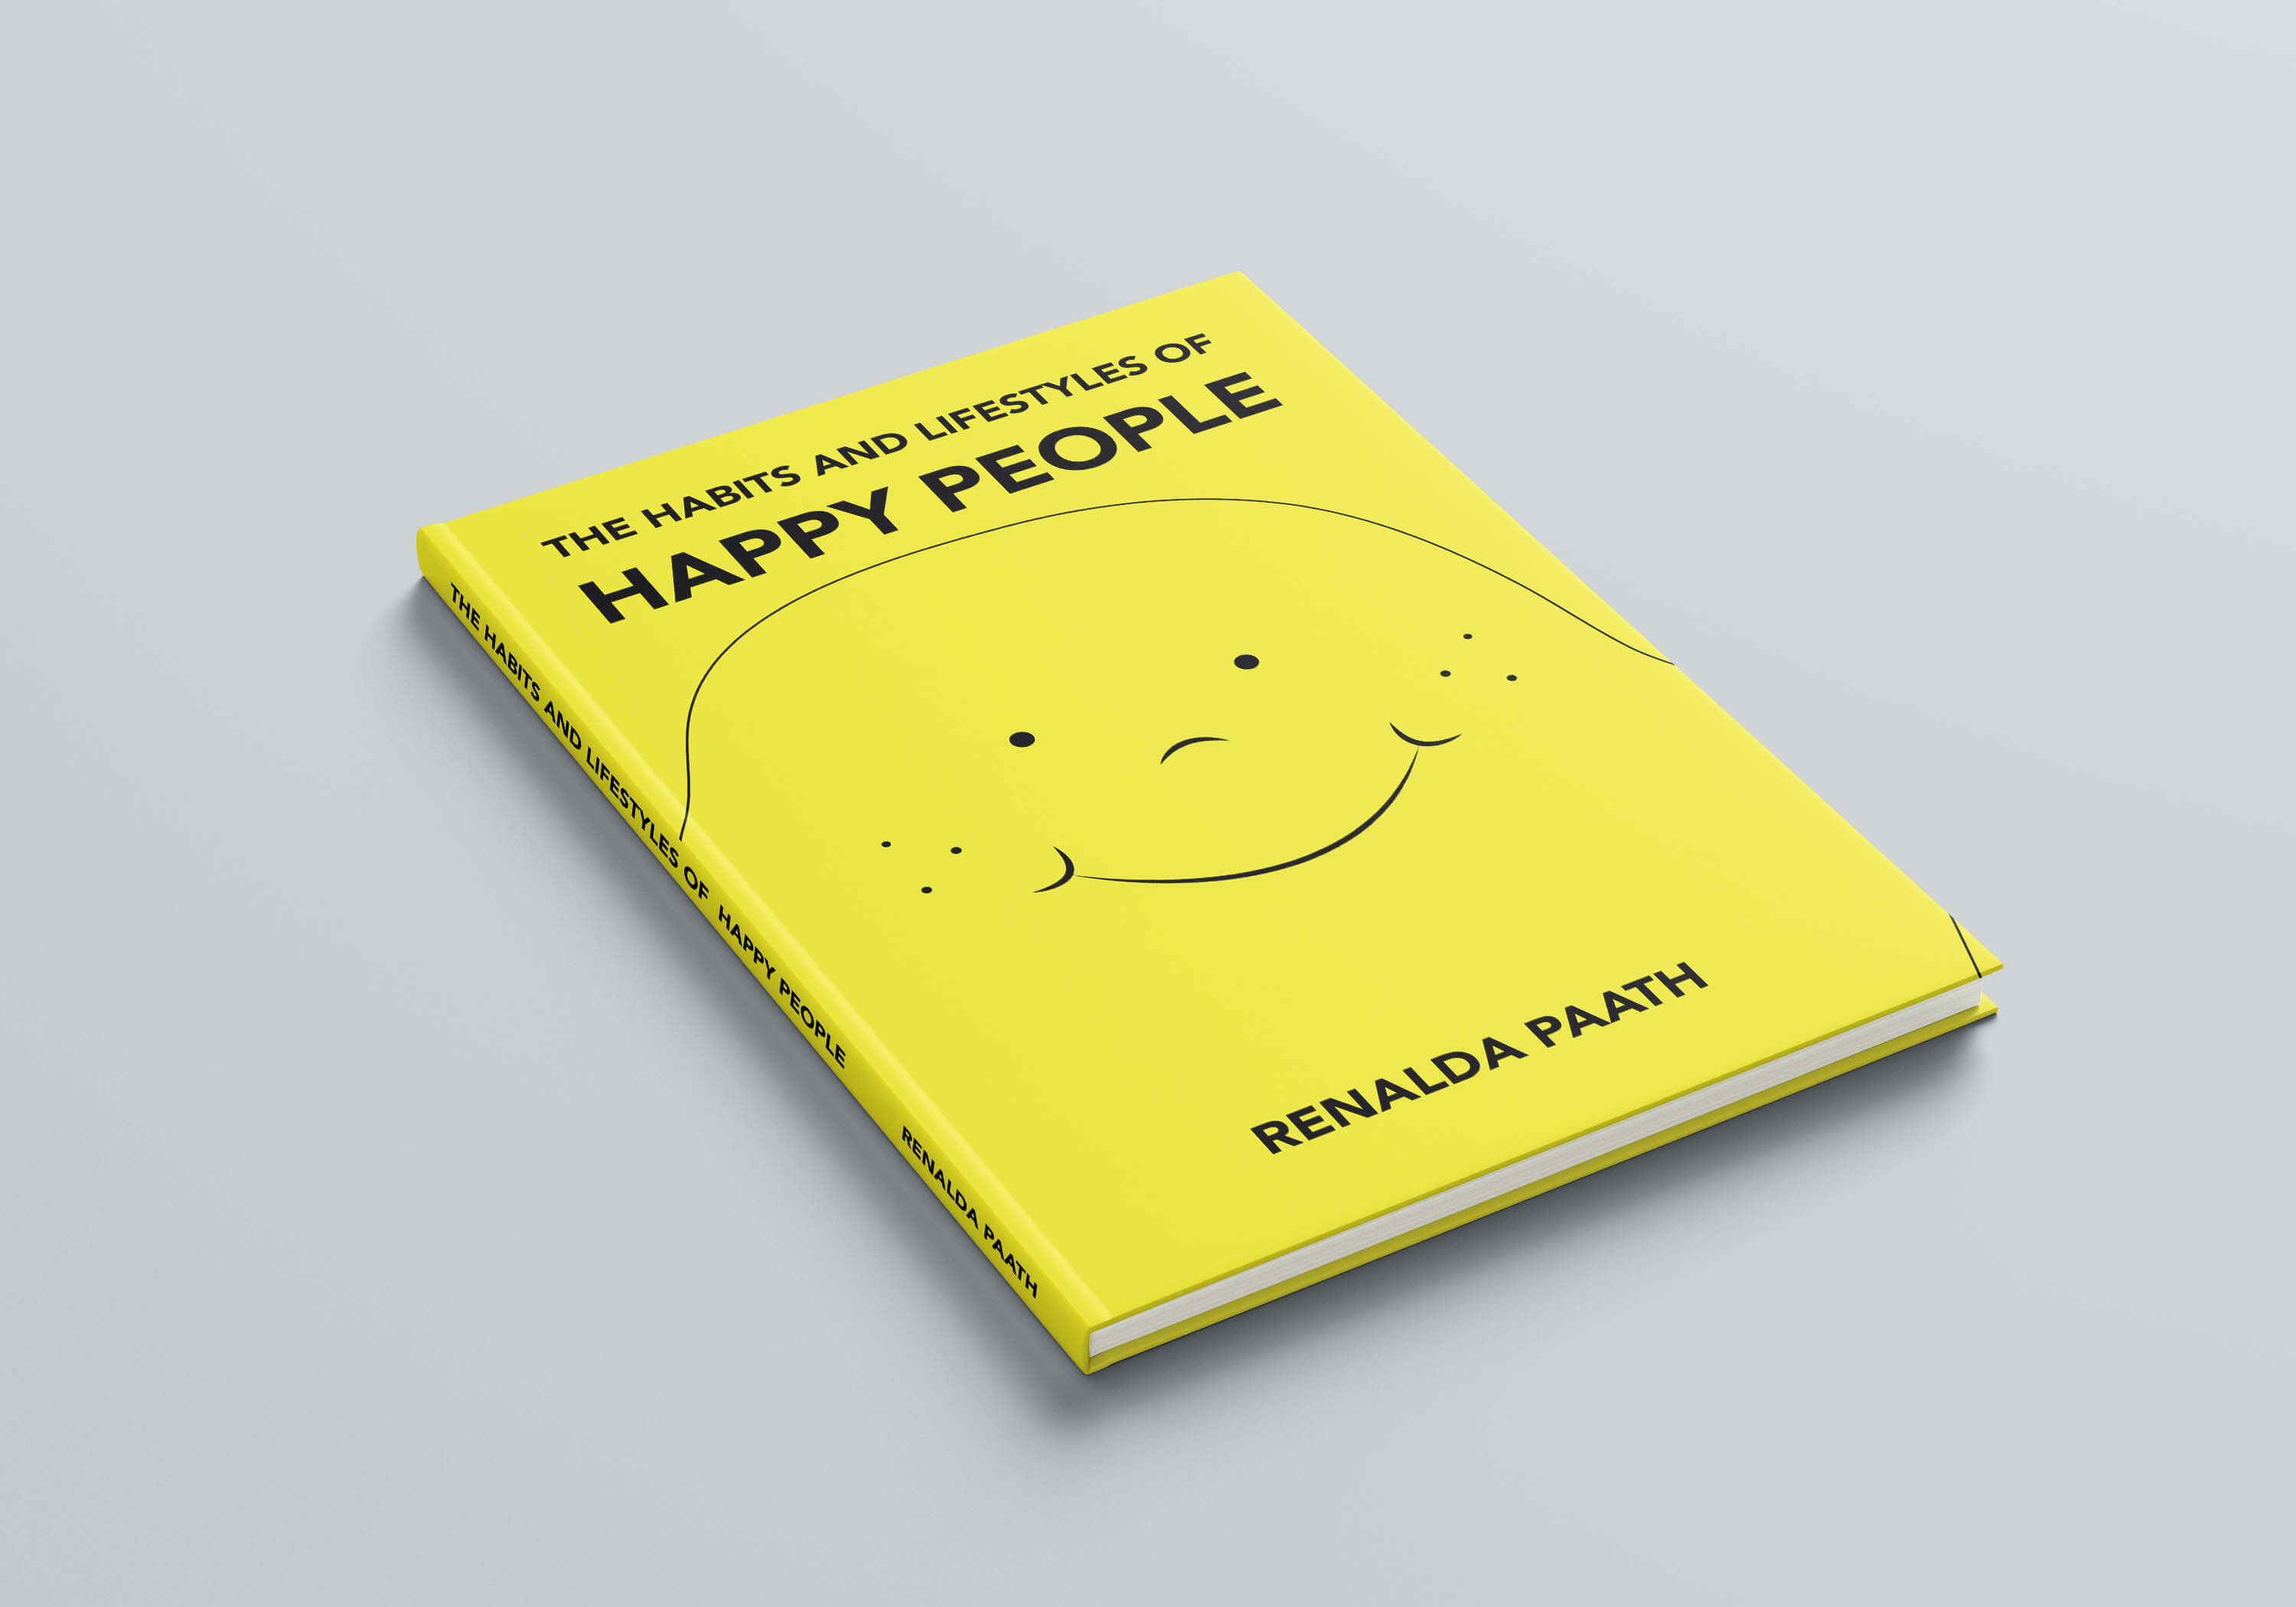 THE HABITS AND LIFESTYLES OF
HAPPY PEOPLE
RENALDA PAATH
THE HABITS AND LIFESTYLES OF HAPPY PEOPLE
RENALDA PAATH